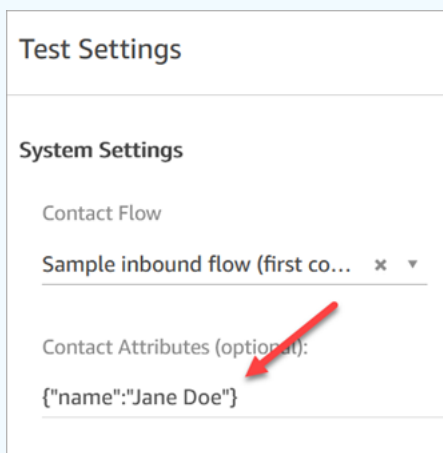 Test Settings
System Settings
Contact Flow
Sample inbound flow (first co...
Contact Attributes (optional):
{"name":"Jane Doe"}